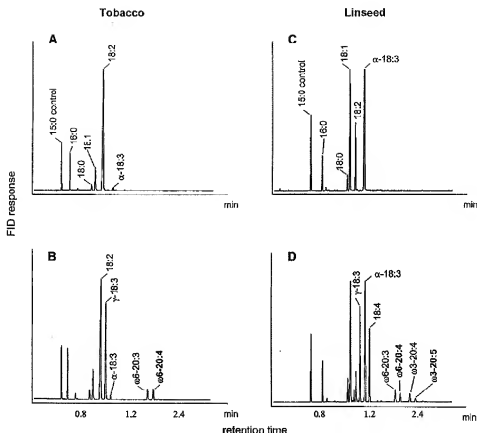 Tobacco
Linseed
A
15:0 control
16:0
18:0
18:1
18:2
α-18:3
min
C
15:0 control
16:0
18:0
18:1
18:2
α-18:3
min
FID response
B
18:2
γ-18:3
α-18:3
ω6-20:3
ω6-20:4
0.8
1.2
2.4
min
D
γ-18:3
α-18:3
18:4
ω6-20:3
ω6-20:4
ω3-20:4
ω3-20:5
0.8
1.2
2.4
min
retention time